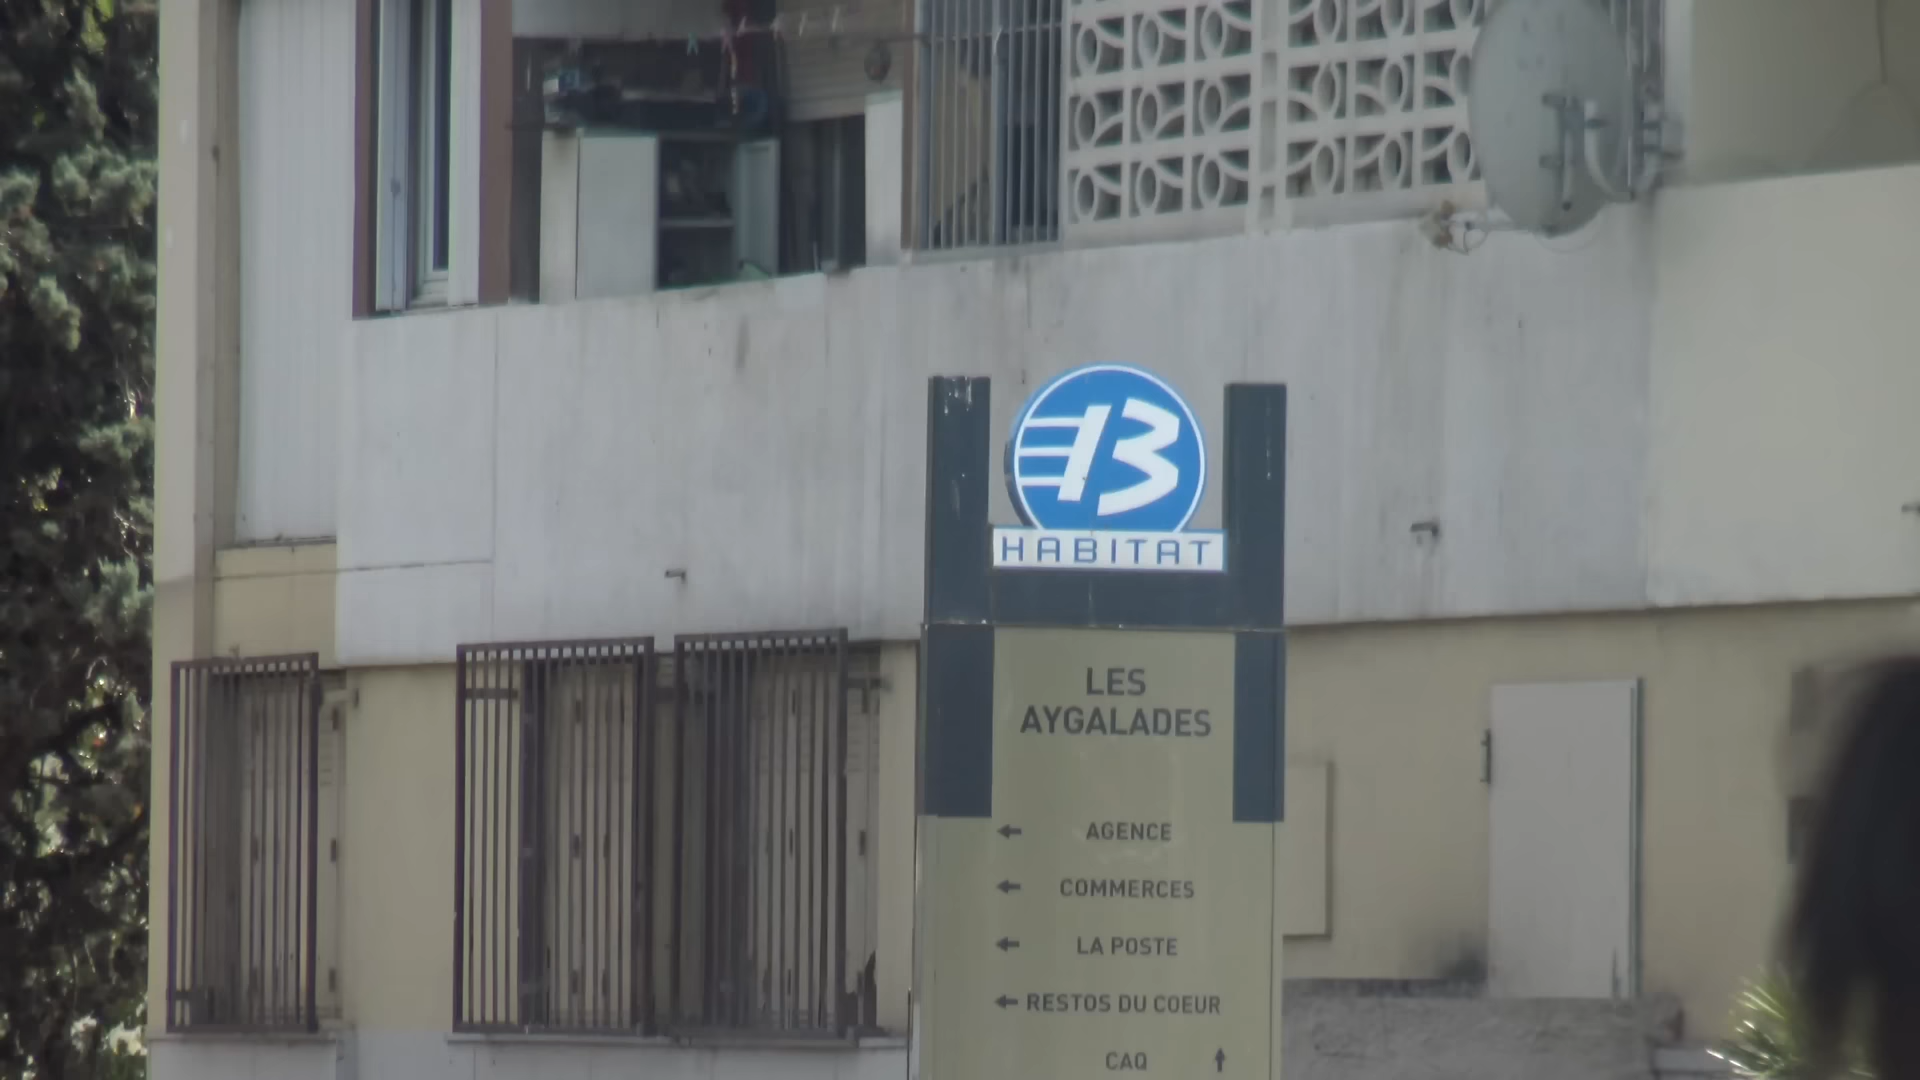 13
HABITAT
LES
AYGALADES
← AGENCE
← COMMERCES
← LA POSTE
← RESTOS DU COEUR
CAQ ↑